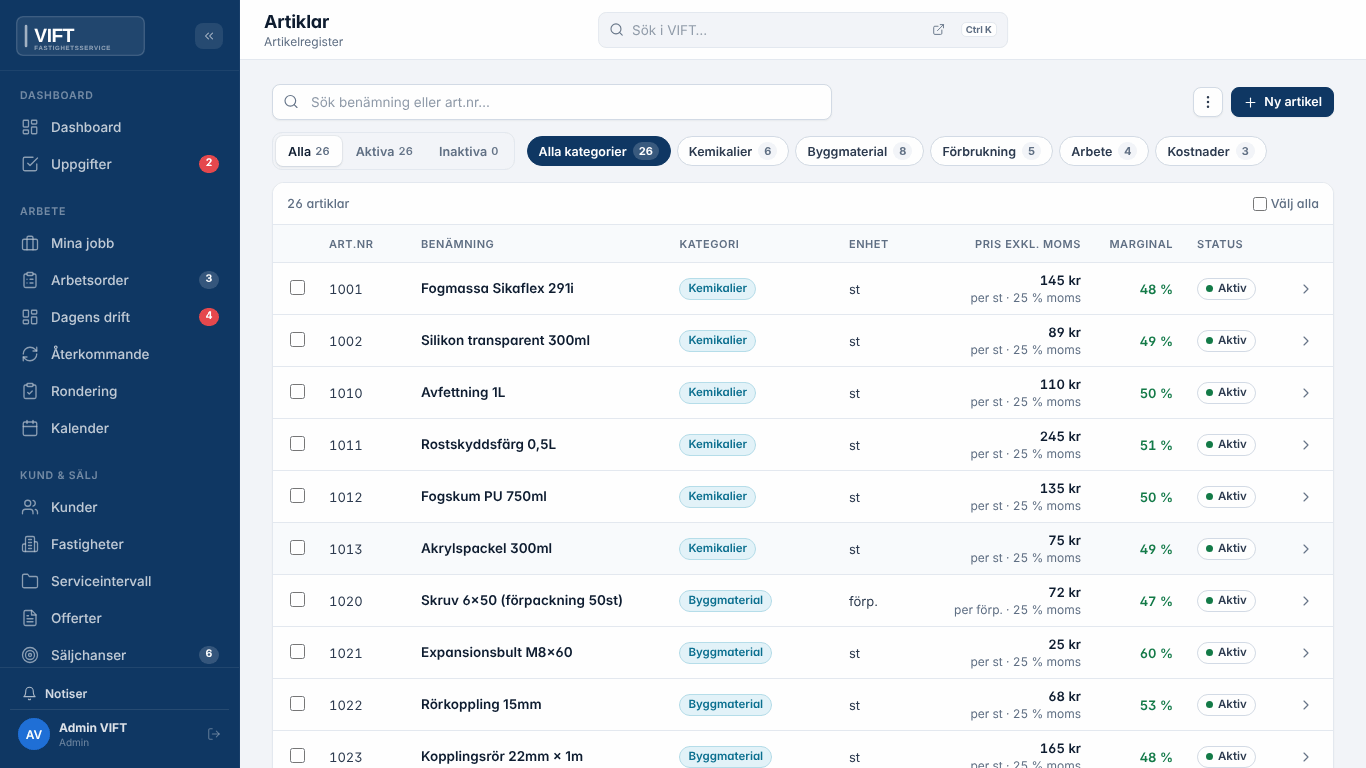 VIFT
FASTIGHETSSERVICE
DASHBOARD
Dashboard
Uppgifter 2
ARBETE
Mina jobb
Arbetsorder 3
Dagens drift 4
Återkommande
Rondering
Kalender
KUND & SÄLJ
Kunder
Fastigheter
Serviceintervall
Offerter
Säljchanser 6
Notiser
AV
Admin VIFT
Admin
Artiklar
Artikelregister
Sök i VIFT... Ctrl K
Sök benämning eller art.nr...
Ny artikel
Alla 26 Aktiva 26 Inaktiva 0 Alla kategorier 26 Kemikalier 6 Byggmaterial 8 Förbrukning 5 Arbete 4 Kostnader 3
26 artiklar Välj alla
ART.NR BENÄMNING KATEGORI ENHET PRIS EXKL. MOMS MARGINAL STATUS
1001 Fogmassa Sikaflex 291i Kemikalier st 145 kr 48 % Aktiv
per st · 25 % moms
1002 Silikon transparent 300ml Kemikalier st 89 kr 49 % Aktiv
per st · 25 % moms
1010 Avfettning 1L Kemikalier st 110 kr 50 % Aktiv
per st · 25 % moms
1011 Rostskyddsfärg 0,5L Kemikalier st 245 kr 51 % Aktiv
per st · 25 % moms
1012 Fogskum PU 750ml Kemikalier st 135 kr 50 % Aktiv
per st · 25 % moms
1013 Akrylspackel 300ml Kemikalier st 75 kr 49 % Aktiv
per st · 25 % moms
1020 Skruv 6×50 (förpackning 50st) Byggmaterial förp. 72 kr 47 % Aktiv
per förp. · 25 % moms
1021 Expansionsbult M8×60 Byggmaterial st 25 kr 60 % Aktiv
per st · 25 % moms
1022 Rörkoppling 15mm Byggmaterial st 68 kr 53 % Aktiv
per st · 25 % moms
1023 Kopplingsrör 22mm × 1m Byggmaterial st 165 kr 48 % Aktiv
per st · 25 % moms